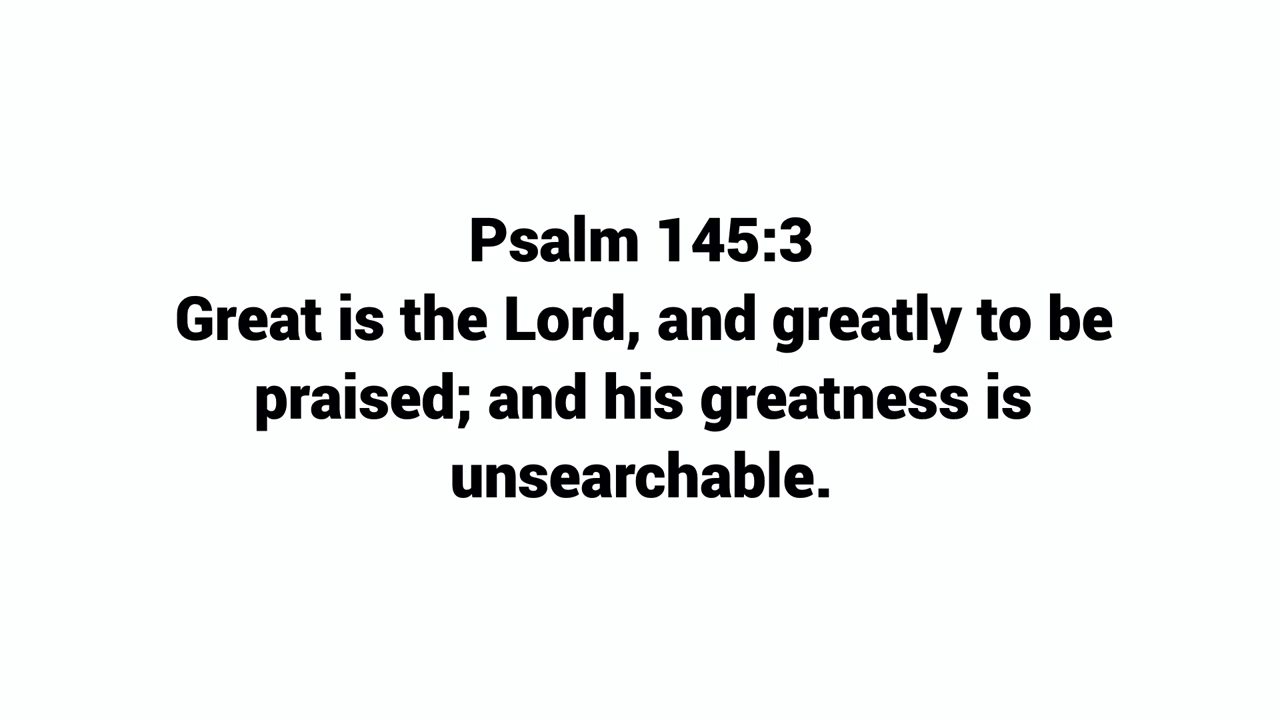 Psalm 145:3
Great is the Lord, and greatly to be
praised; and his greatness is
unsearchable.